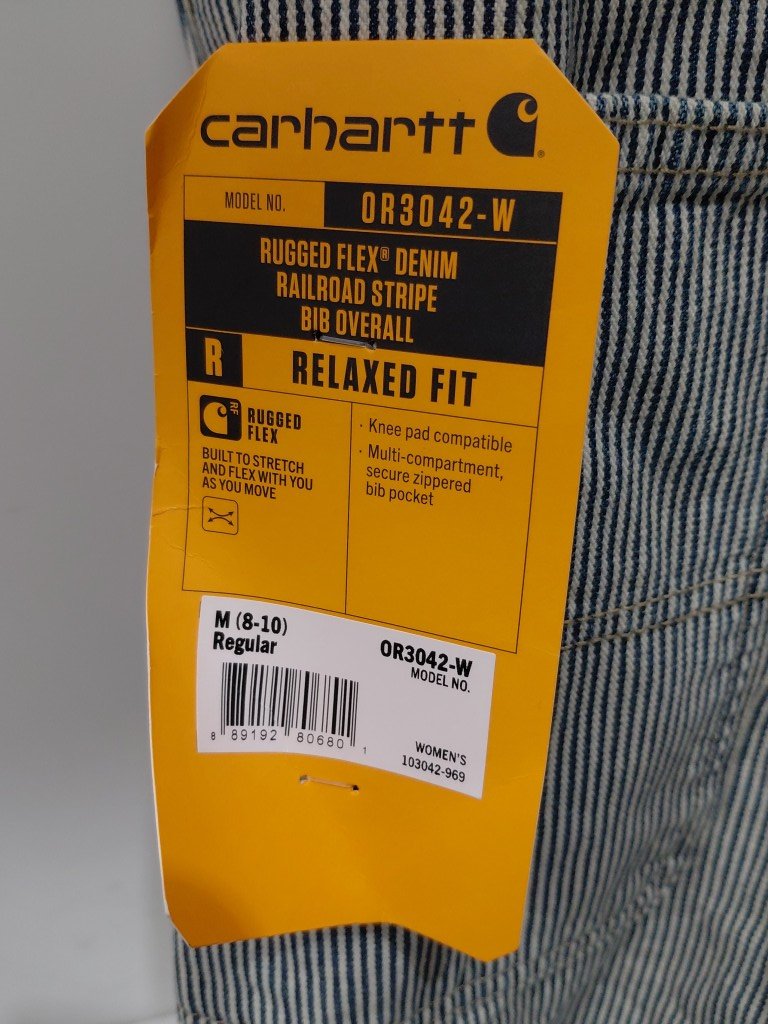 carhartt
MODEL NO. OR3042-W
RUGGED FLEX® DENIM
RAILROAD STRIPE
BIB OVERALL
R RELAXED FIT
RF
RUGGED
FLEX
BUILT TO STRETCH
AND FLEX WITH YOU
AS YOU MOVE
· Knee pad compatible
· Multi-compartment,
secure zippered
bib pocket
M (8-10)
Regular
OR3042-W
MODEL NO.
8 89192 80680 1
WOMEN'S
103042-969